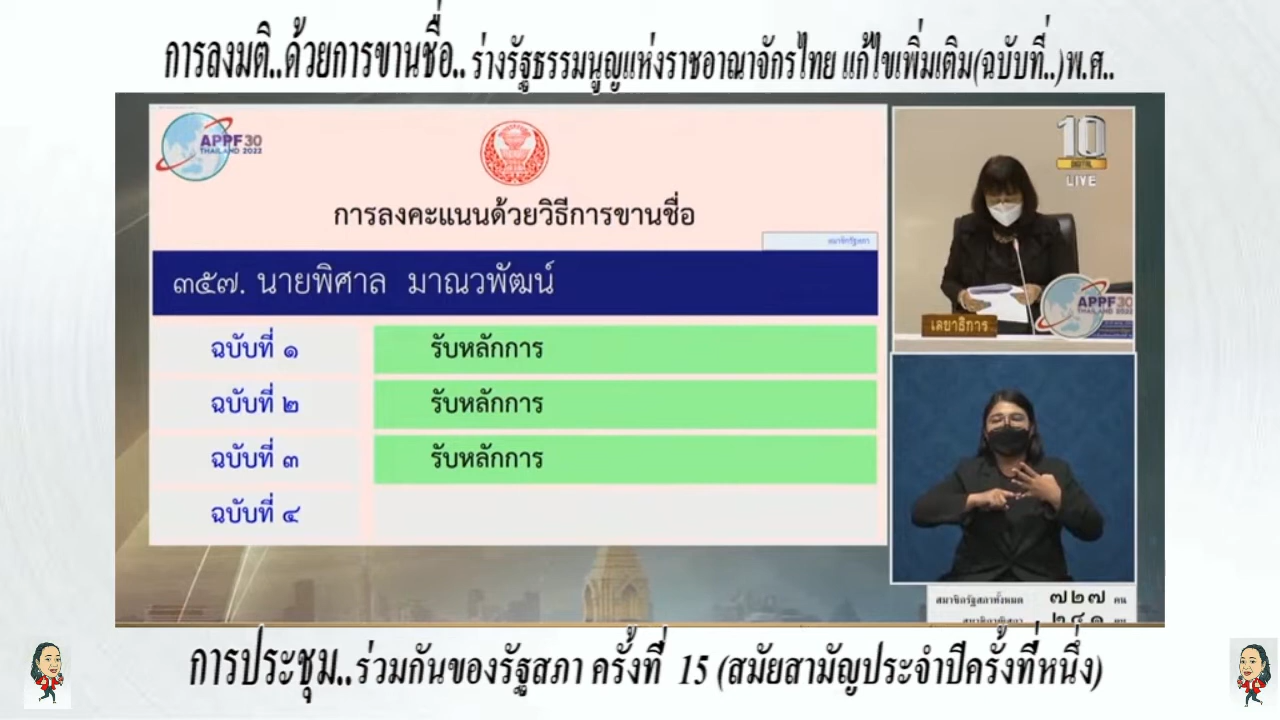 การลงมติ..ด้วยการขานชื่อ.. ร่างรัฐธรรมนูญแห่งราชอาณาจักรไทย แก้ไขเพิ่มเติม(ฉบับที่..)พ.ศ..
APPF30
THAILAND 2022
การลงคะแนนด้วยวิธีการขานชื่อ
สมาชิกรัฐสภา
๓๕๗. นายพิศาล มาณวพัฒน์
ฉบับที่ ๑ รับหลักการ
ฉบับที่ ๒ รับหลักการ
ฉบับที่ ๓ รับหลักการ
ฉบับที่ ๔
10
DIGITAL
LIVE
เลขาธิการ
APPF30
THAILAND 2022
สมาชิกรัฐสภาทั้งหมด ๗๒๗ คน
การประชุม..ร่วมกันของรัฐสภา ครั้งที่ 15 (สมัยสามัญประจำปีครั้งที่หนึ่ง)